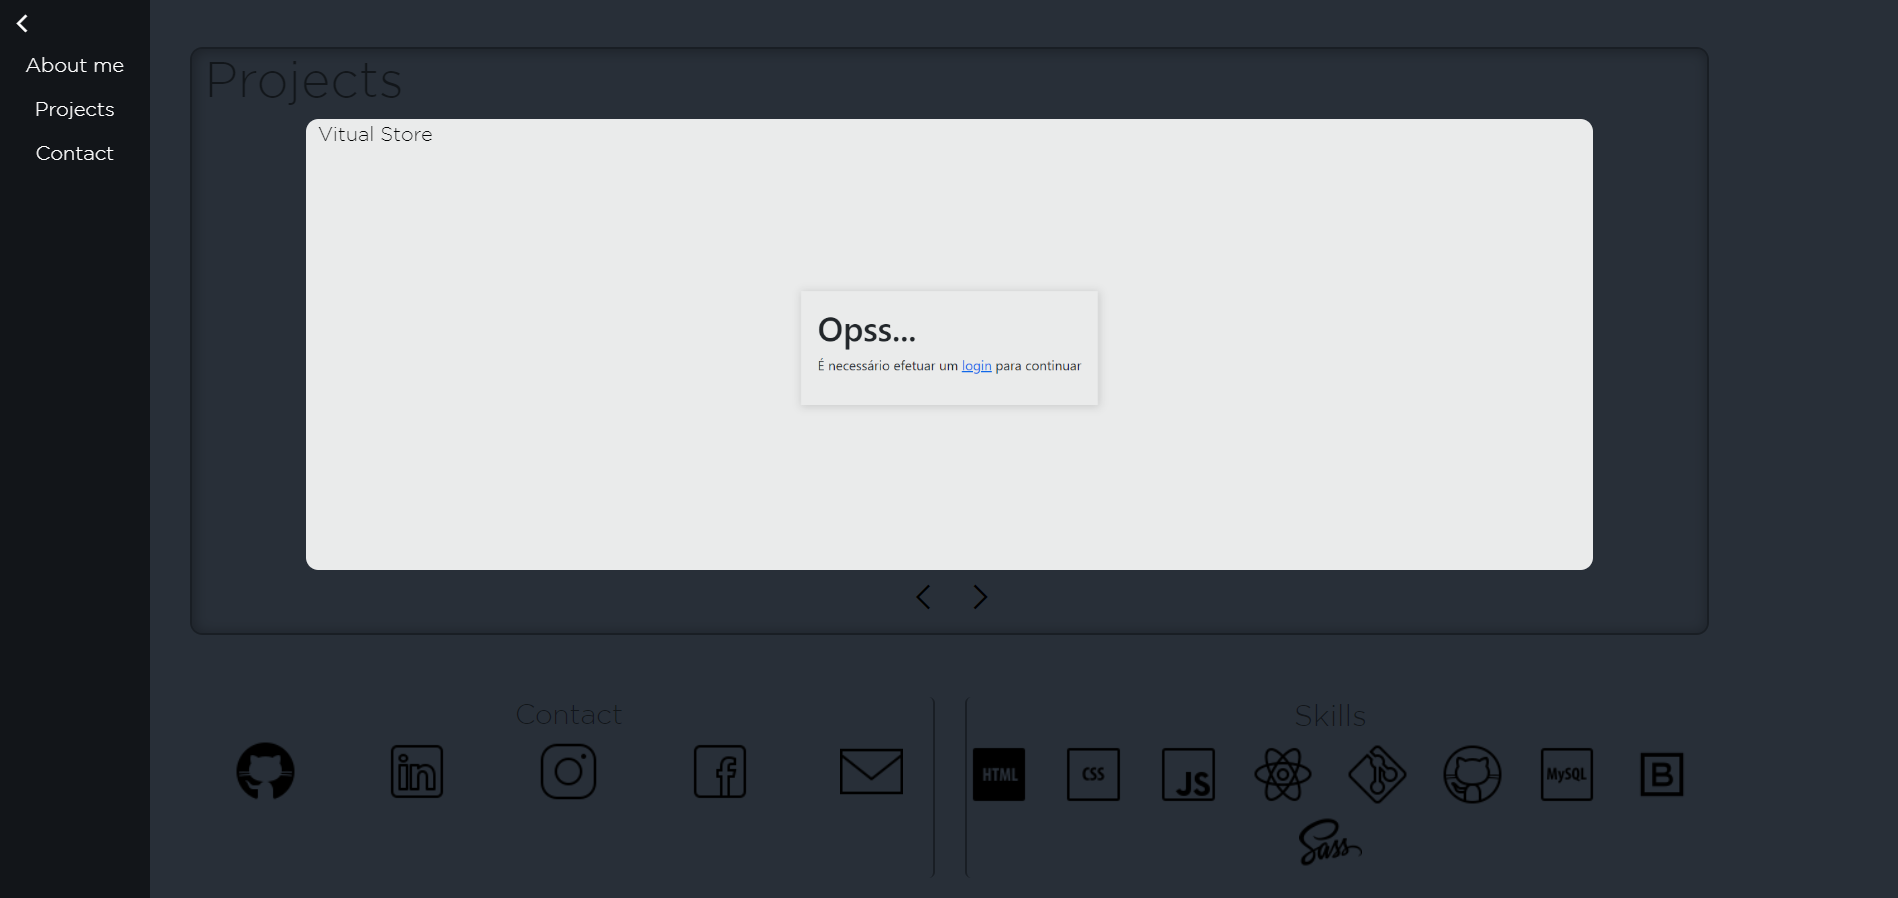 About me
Projects
Contact
Projects
Vitual Store
Opss...
É necessário efetuar um login para continuar
Contact
Skills
in
f
HTML
CSS
JS
MySQL
B
Sass